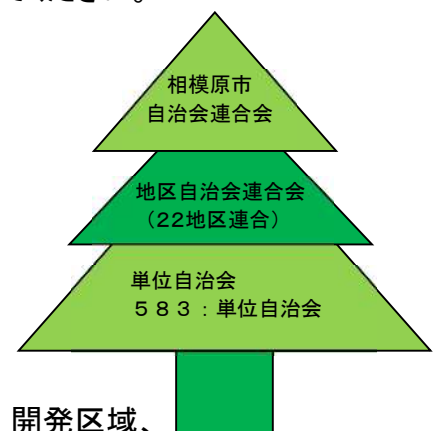 相模原市
自治会連合会
地区自治会連合会
（22地区連合）
単位自治会
５８３：単位自治会
開発区域、